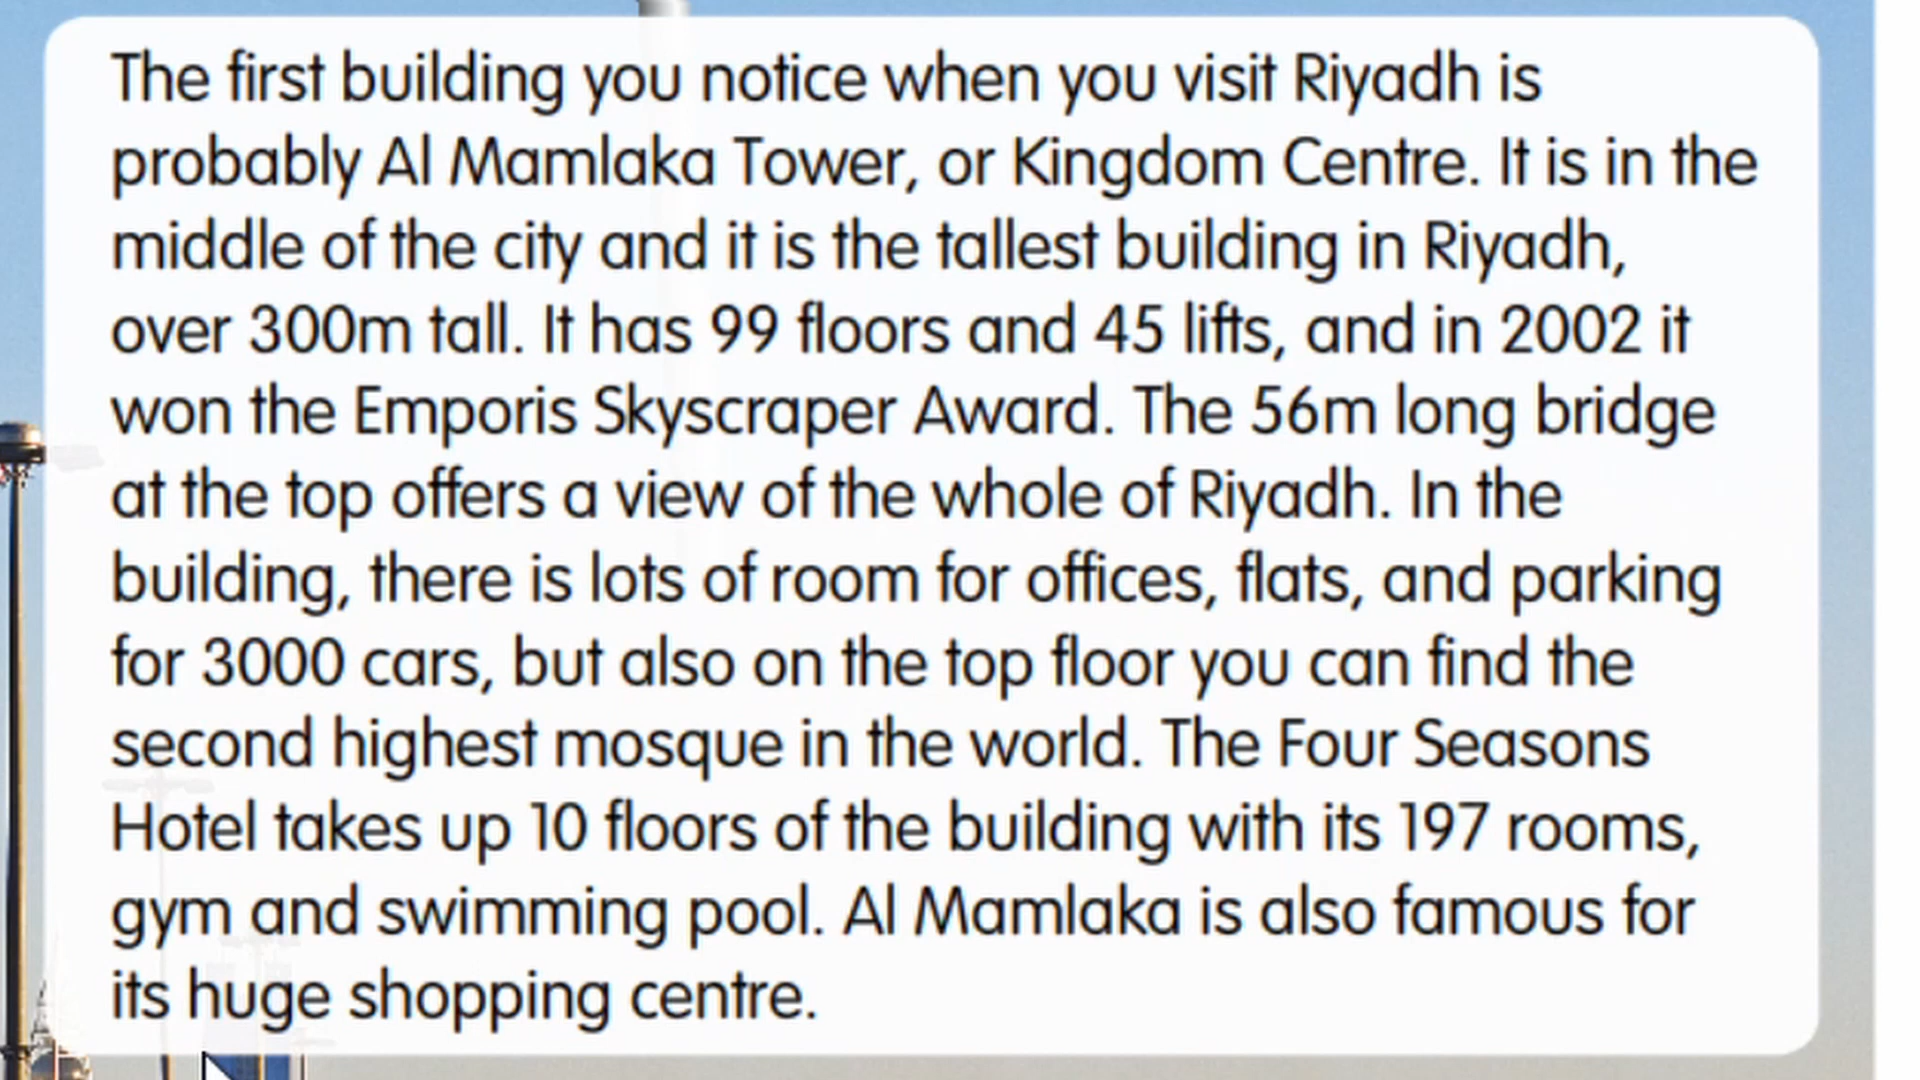 The first building you notice when you visit Riyadh is
probably Al Mamlaka Tower, or Kingdom Centre. It is in the
middle of the city and it is the tallest building in Riyadh,
over 300m tall. It has 99 floors and 45 lifts, and in 2002 it
won the Emporis Skyscraper Award. The 56m long bridge
at the top offers a view of the whole of Riyadh. In the
building, there is lots of room for offices, flats, and parking
for 3000 cars, but also on the top floor you can find the
second highest mosque in the world. The Four Seasons
Hotel takes up 10 floors of the building with its 197 rooms,
gym and swimming pool. Al Mamlaka is also famous for
its huge shopping centre.